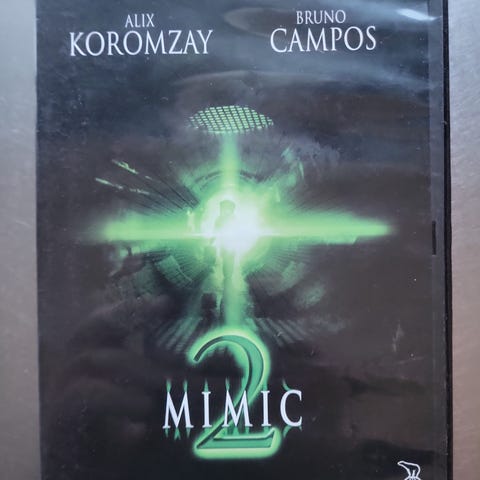 ALIX BRUNO
KOROMZAY CAMPOS
2
MIMIC